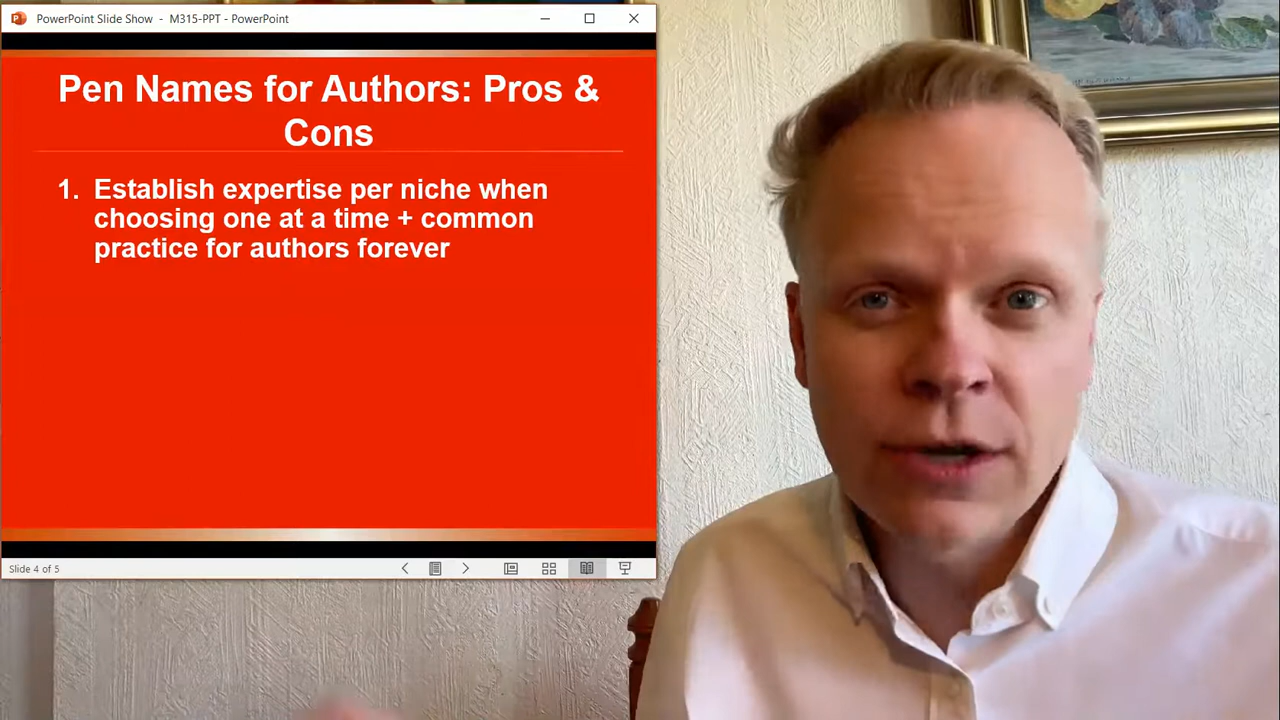 PowerPoint Slide Show - M315-PPT - PowerPoint
Pen Names for Authors: Pros &
Cons
1. Establish expertise per niche when
choosing one at a time + common
practice for authors forever
Slide 4 of 5